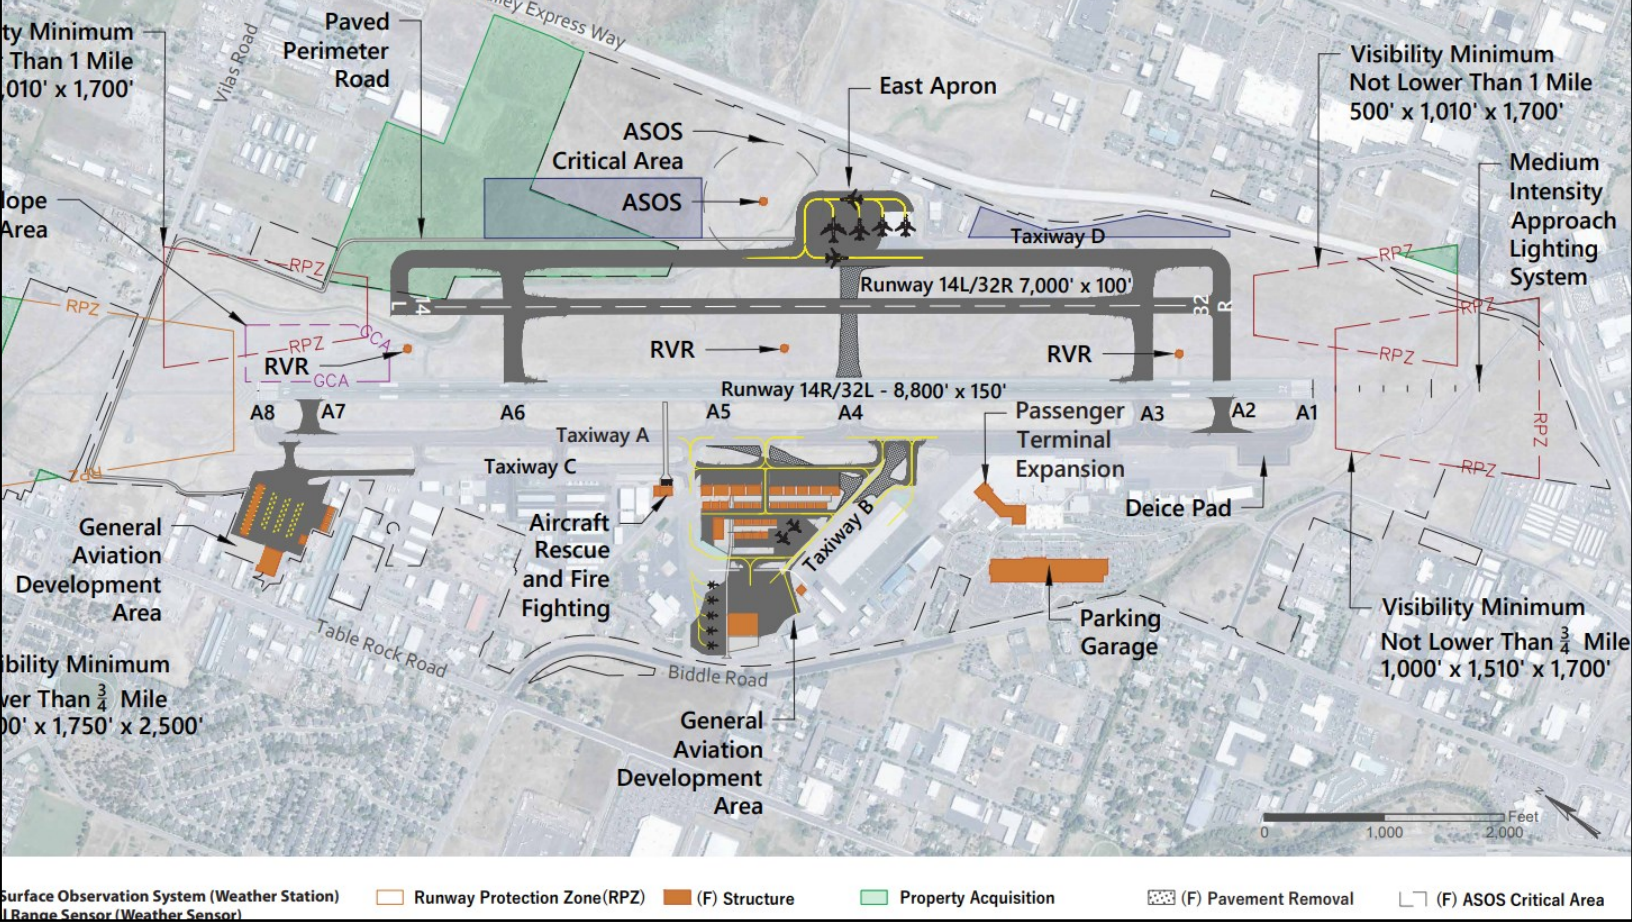 ty Minimum
Than 1 Mile
,010' x 1,700'
Vilas Road
Paved
Perimeter
Road
ley Express Way
East Apron
ASOS
Critical Area
ASOS
Visibility Minimum
Not Lower Than 1 Mile
500' x 1,010' x 1,700'
Medium
Intensity
Approach
Lighting
System
lope
Area
Taxiway D
RPZ
RPZ
RPZ
RPZ
Runway 14L/32R 7,000' x 100'
14
L
32
R
GCA
RPZ
RPZ
RVR
RVR
RVR
GCA
Runway 14R/32L - 8,800' x 150'
A8
A7
A6
A5
A4
A3
A2
A1
Taxiway A
Taxiway C
Passenger
Terminal
Expansion
RPZ
RPZ
RPZ
Deice Pad
Taxiway B
General
Aviation
Development
Area
Aircraft
Rescue
and Fire
Fighting
C
Parking
Garage
Visibility Minimum
Not Lower Than 3/4 Mile
1,000' x 1,510' x 1,700'
Table Rock Road
Biddle Road
ibility Minimum
wer Than 3/4 Mile
00' x 1,750' x 2,500'
General
Aviation
Development
Area
N
Feet
0 1,000 2,000
Surface Observation System (Weather Station)
l Range Sensor (Weather Sensor)
Runway Protection Zone(RPZ)
(F) Structure
Property Acquisition
(F) Pavement Removal
(F) ASOS Critical Area